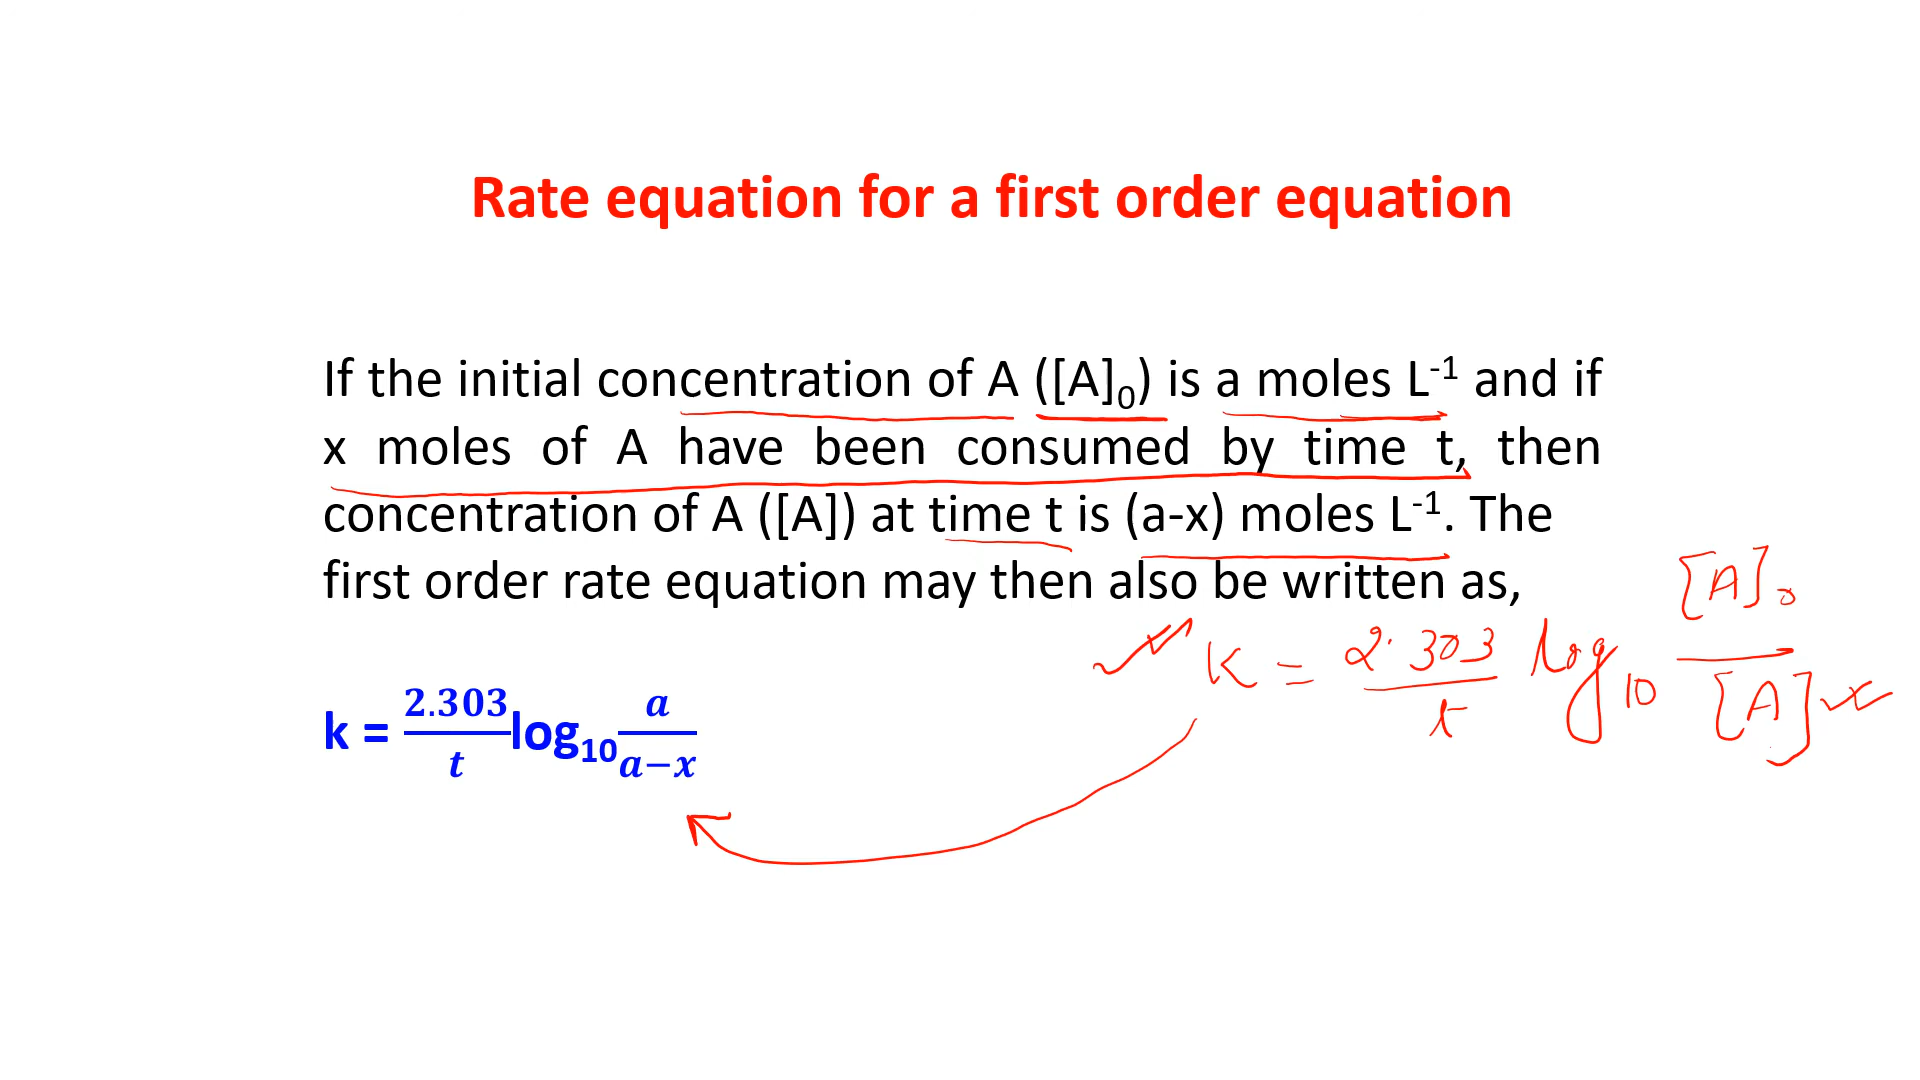 Rate equation for a first order equation
If the initial concentration of A ([A]₀) is a moles L⁻¹ and if
x moles of A have been consumed by time t, then
concentration of A ([A]) at time t is (a-x) moles L⁻¹. The
first order rate equation may then also be written as,
K = 2.303/t log₁₀ [A]₀/[A]
k = 2.303/t log₁₀ a/a−x